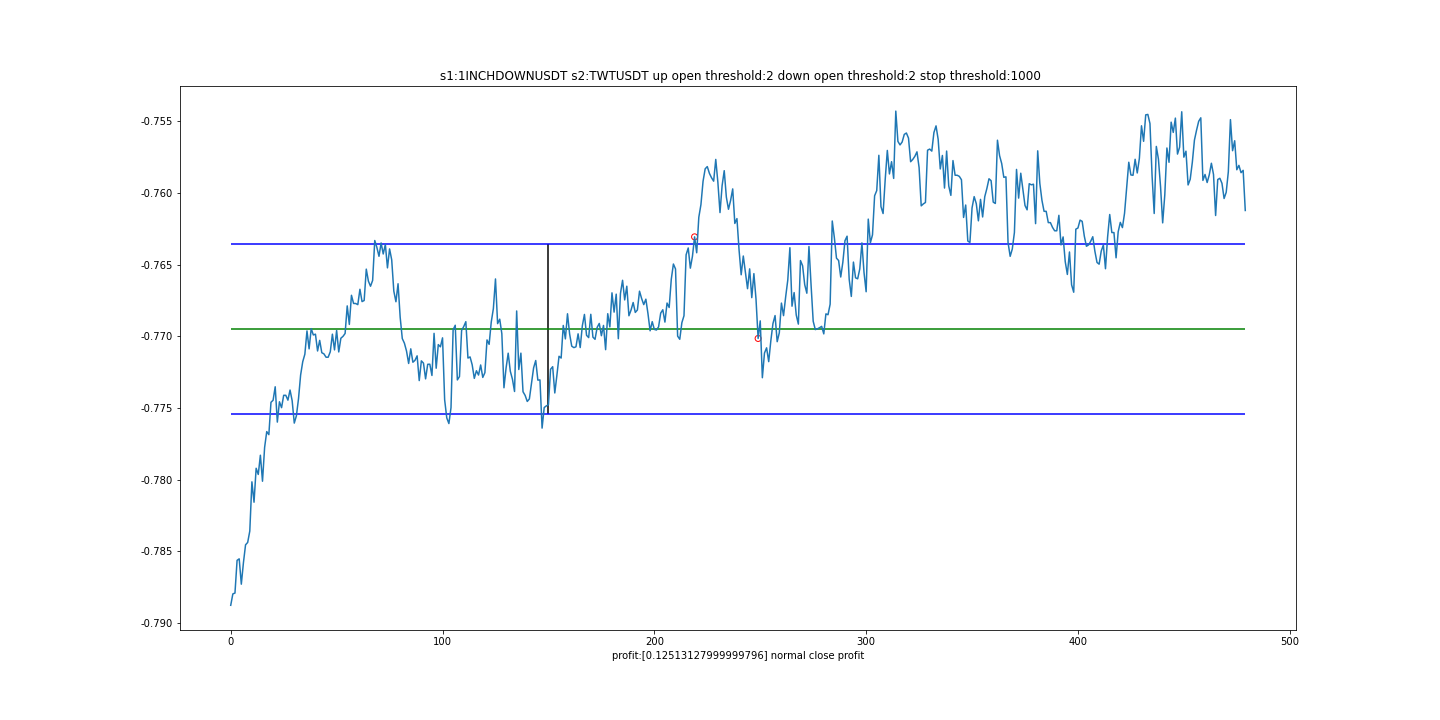 s1:1INCHDOWNUSDT s2:TWTUSDT up open threshold:2 down open threshold:2 stop threshold:1000
-0.755
-0.760
-0.765
-0.770
-0.775
-0.780
-0.785
-0.790
0 100 200 300 400 500
profit:[0.12513127999999796] normal close profit